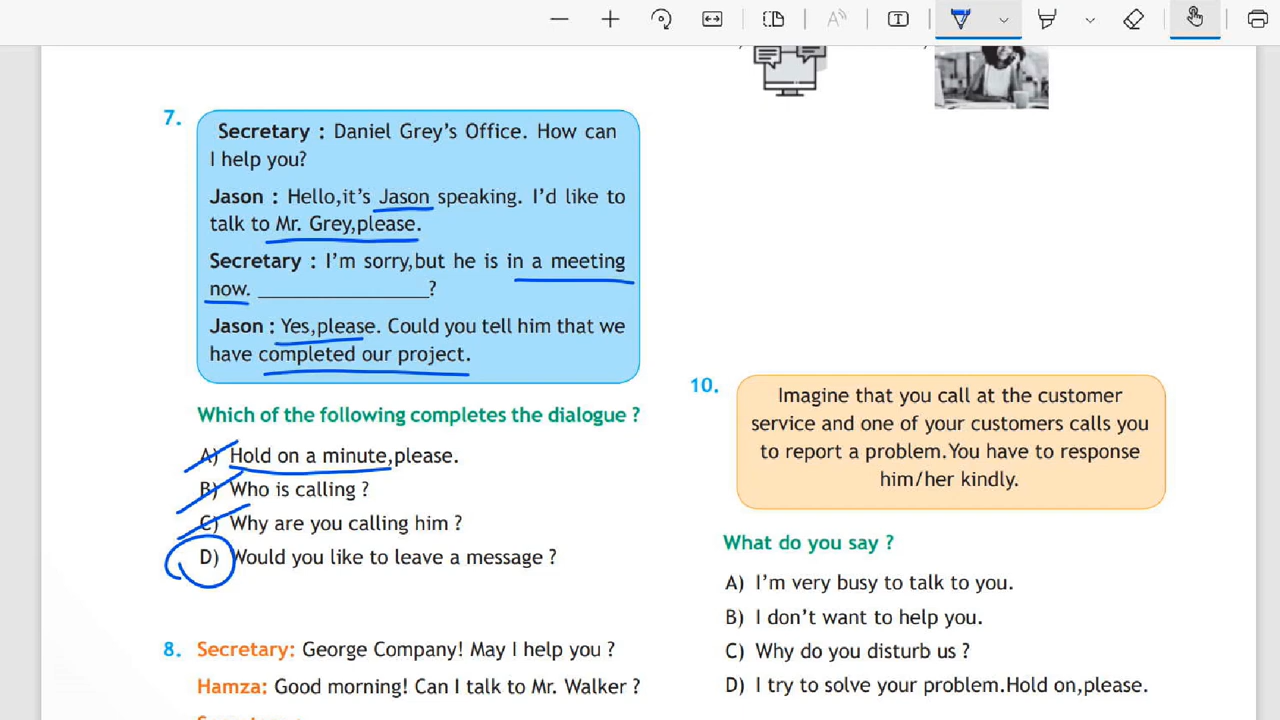 7.
Secretary : Daniel Grey's Office. How can
I help you?
Jason : Hello,it's Jason speaking. I'd like to
talk to Mr. Grey,please.
Secretary : I'm sorry,but he is in a meeting
now. ________________?
Jason : Yes,please. Could you tell him that we
have completed our project.
Which of the following completes the dialogue ?
A) Hold on a minute,please.
B) Who is calling ?
C) Why are you calling him ?
D) Would you like to leave a message ?
8. Secretary: George Company! May I help you ?
Hamza: Good morning! Can I talk to Mr. Walker ?
10.
Imagine that you call at the customer
service and one of your customers calls you
to report a problem.You have to response
him/her kindly.
What do you say ?
A) I'm very busy to talk to you.
B) I don't want to help you.
C) Why do you disturb us ?
D) I try to solve your problem.Hold on,please.